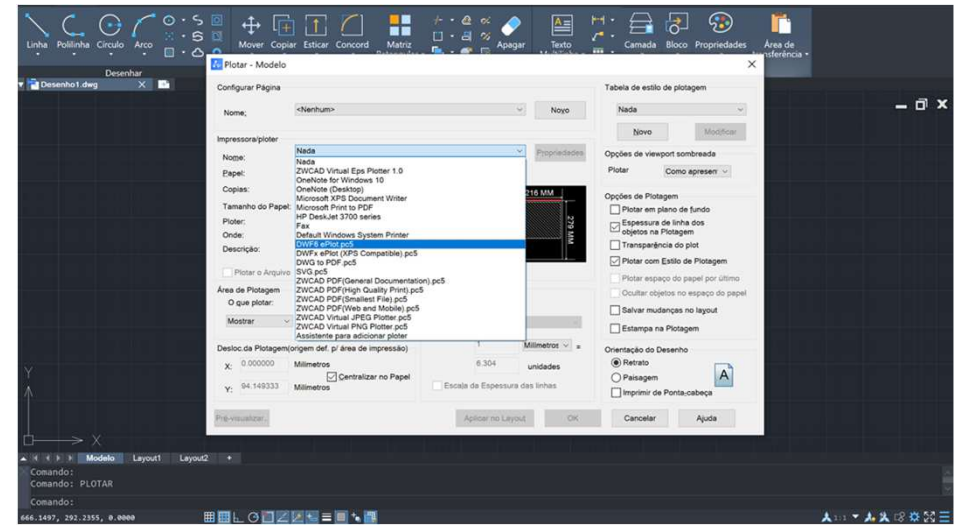 Linha Polilinha Círculo Arco
Mover Copiar Esticar Concord Matriz
Apagar Texto
Camada Bloco Propriedades Área de
Desenhar
Desenho1.dwg
Plotar - Modelo
Configurar Página
Nome;
<Nenhum>
Novo
Tabela de estilo de plotagem
Nada
Novo
Modificar
Impressora/ploter
Nome:
Nada
Propriedades
Papel:
Copias:
Tamanho do Papel:
Ploter:
Onde:
Descrição:
Plotar o Arquivo
Nada
ZWCAD Virtual Eps Plotter 1.0
OneNote for Windows 10
OneNote (Desktop)
Microsoft XPS Document Writer
Microsoft Print to PDF
HP DeskJet 3700 series
Fax
Default Windows System Printer
DWF6 ePlot.pc5
DWFx ePlot (XPS Compatible).pc5
DWG to PDF.pc5
SVG.pc5
ZWCAD PDF(General Documentation).pc5
ZWCAD PDF(High Quality Print).pc5
ZWCAD PDF(Smallest File).pc5
ZWCAD PDF(Web and Mobile).pc5
ZWCAD Virtual JPEG Plotter.pc5
ZWCAD Virtual PNG Plotter.pc5
Assistente para adicionar ploter
216 MM
279 MM
Opções de viewport sombreada
Plotar
Como apresen
Opções de Plotagem
Plotar em plano de fundo
Espessura de linha dos
objetos na Plotagem
Transparência do plot
Plotar com Estilo de Plotagem
Plotar espaço do papel por último
Ocultar objetos no espaço do papel
Salvar mudanças no layout
Estampa na Plotagem
Área de Plotagem
O que plotar:
Mostrar
Desloc.da Plotagem(origem def. p/ área de impressão)
X: 0.000000 Milimetros
Centralizar no Papel
Y: 94.149333 Milimetros
1 Milimetros =
6.304 unidades
Escala da Espessura das linhas
Orientação do Desenho
Retrato
Paisagem
Imprimir de Ponta-cabeça
A
Pré-visualizar..
Aplicar no Layout
OK
Cancelar
Ajuda
Y
X
Modelo Layout1 Layout2 +
Comando:
Comando: PLOTAR
Comando:
666.1497, 292.2355, 0.0000
1:1